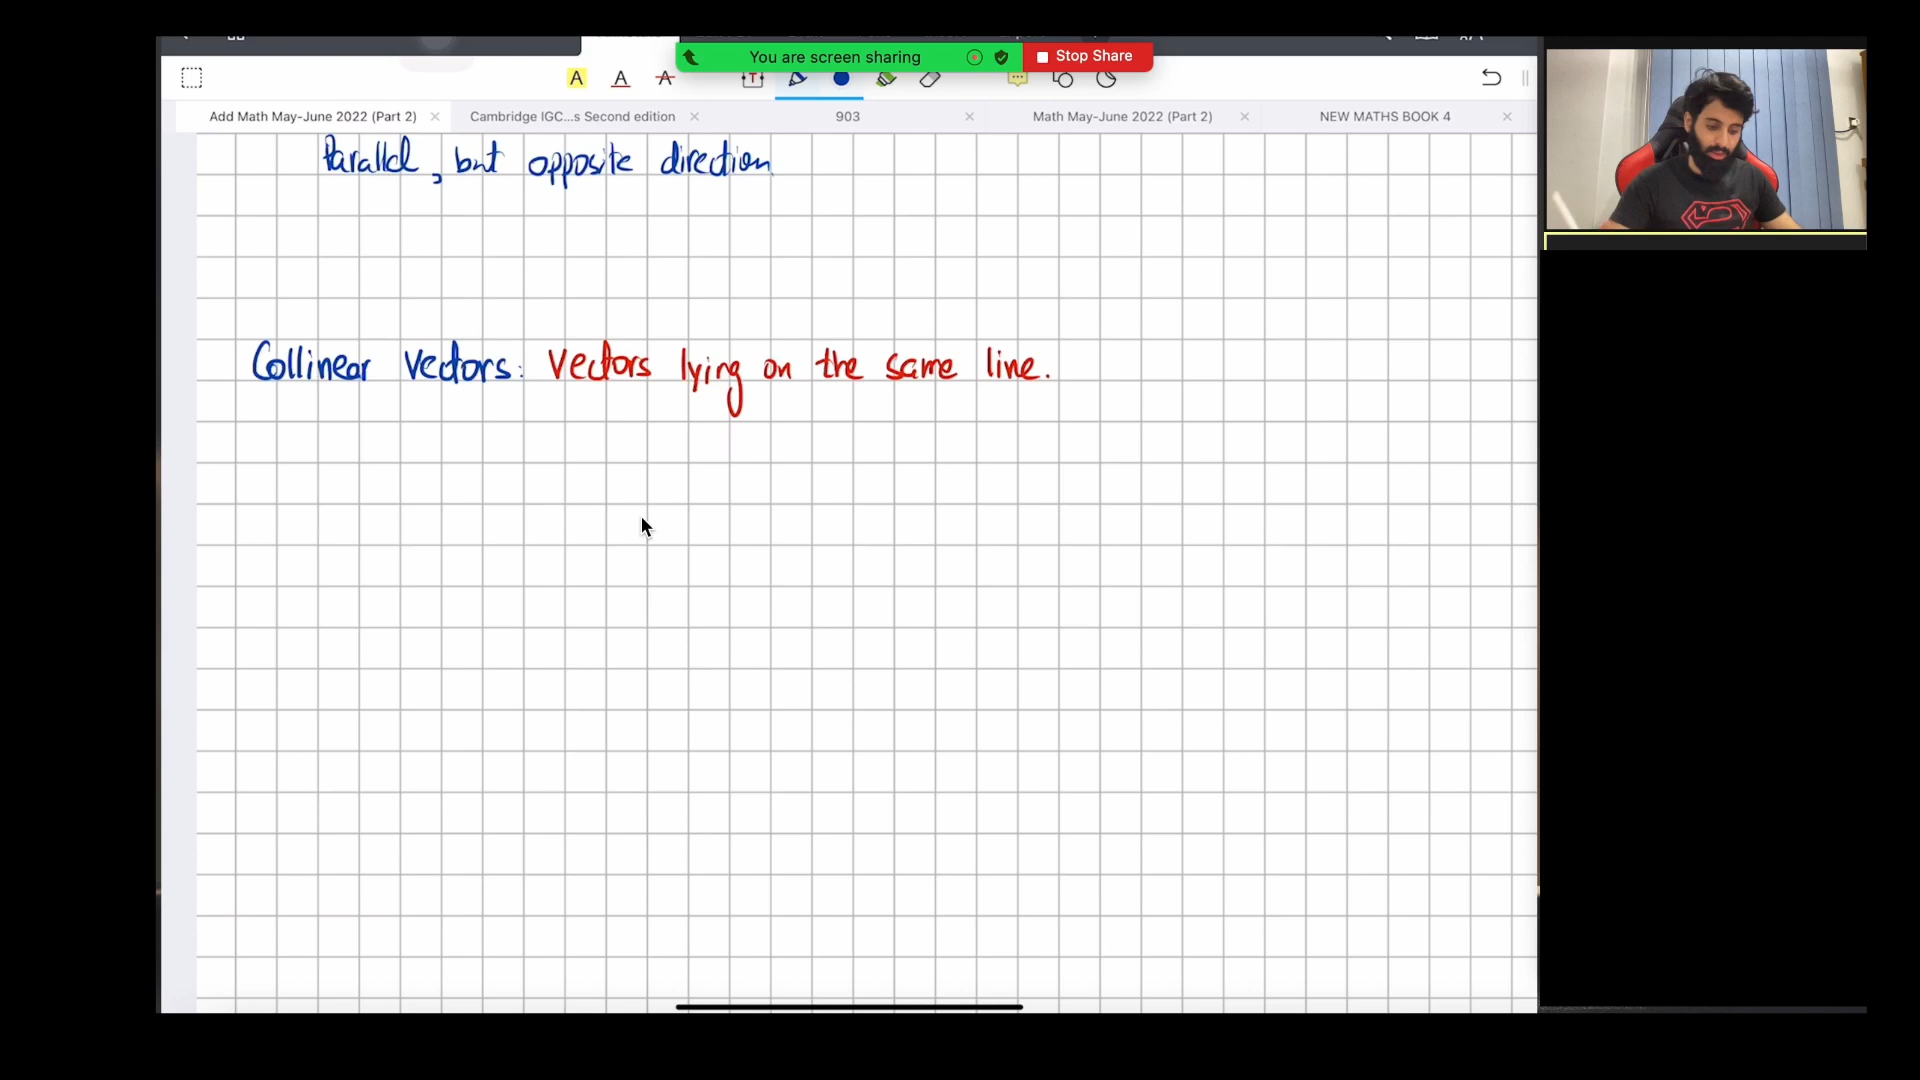 You are screen sharing
Stop Share
A A A T
Add Math May-June 2022 (Part 2) × Cambridge IGC...s Second edition × 903 × Math May-June 2022 (Part 2) × NEW MATHS BOOK 4 ×
Parallel, but opposite direction
Collinear Vectors: Vectors lying on the same line.